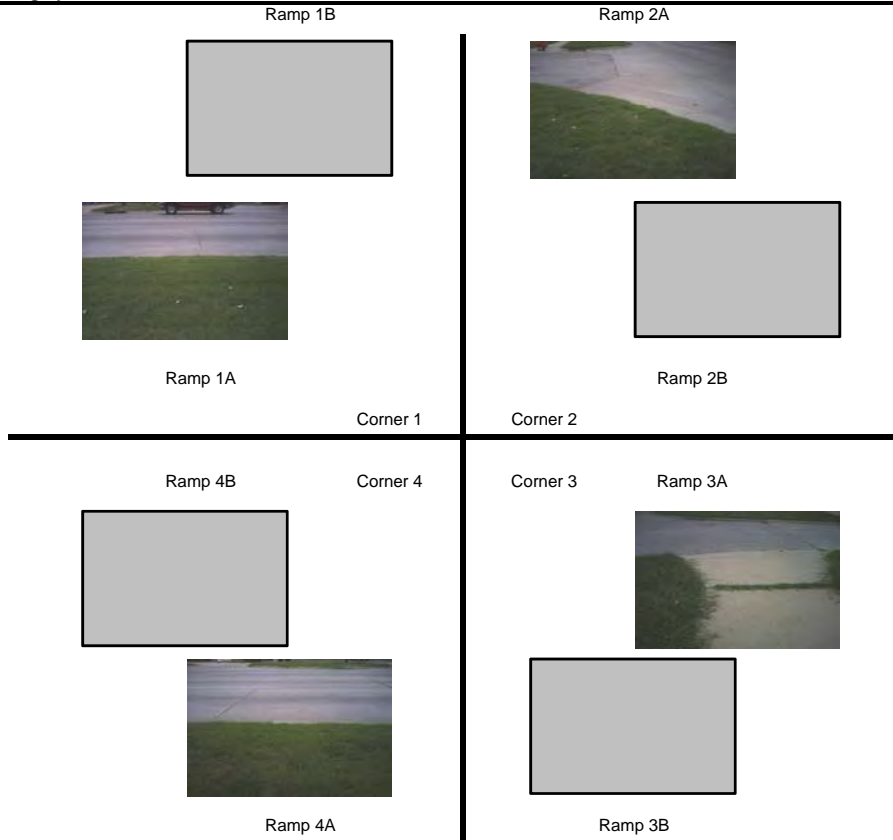 Ramp 1B
Ramp 2A
Ramp 1A
Ramp 2B
Corner 1
Corner 2
Ramp 4B
Corner 4
Corner 3
Ramp 3A
Ramp 4A
Ramp 3B